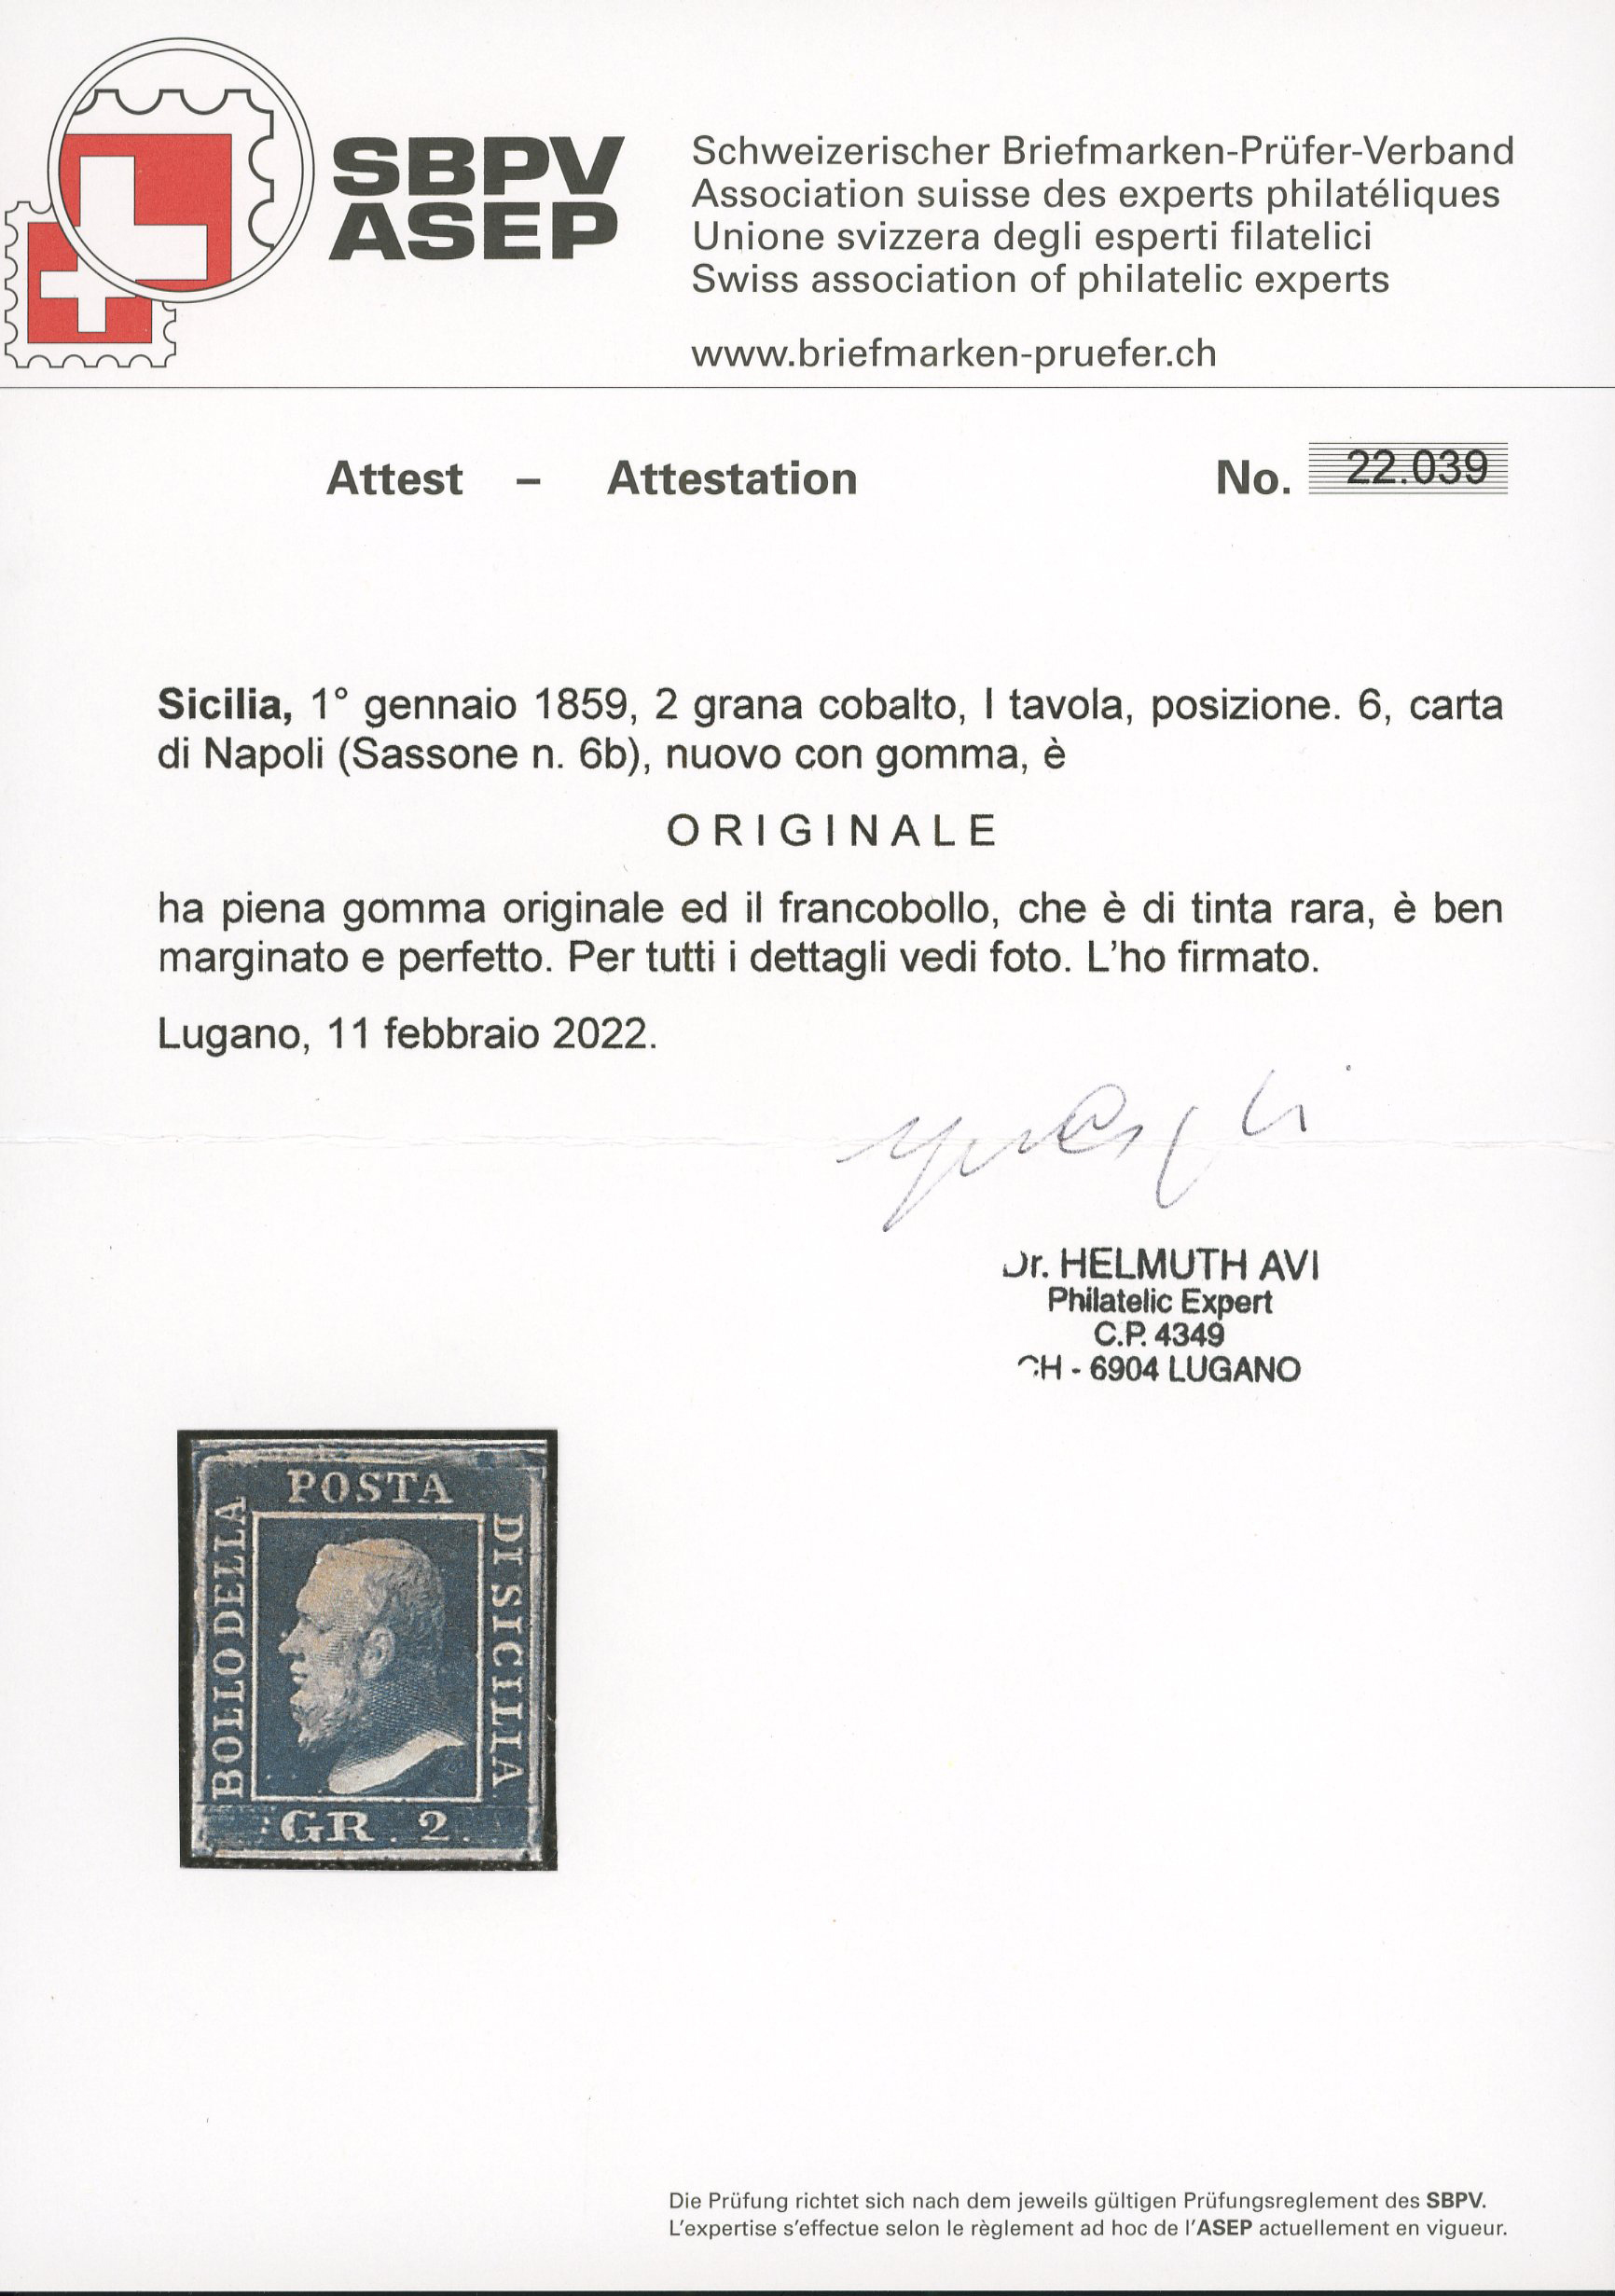 SBPV
ASEP
Schweizerischer Briefmarken-Prüfer-Verband
Association suisse des experts philatéliques
Unione svizzera degli esperti filatelici
Swiss association of philatelic experts
www.briefmarken-pruefer.ch
Attest – Attestation No. 22.039
Sicilia, 1° gennaio 1859, 2 grana cobalto, I tavola, posizione. 6, carta
di Napoli (Sassone n. 6b), nuovo con gomma, è
ORIGINALE
ha piena gomma originale ed il francobollo, che è di tinta rara, è ben
marginato e perfetto. Per tutti i dettagli vedi foto. L'ho firmato.
Lugano, 11 febbraio 2022.
Dr. HELMUTH AVI
Philatelic Expert
C.P. 4349
CH - 6904 LUGANO
POSTA
BOLLO DELLA
DI SICILIA
GR. 2.
Die Prüfung richtet sich nach dem jeweils gültigen Prüfungsreglement des SBPV.
L'expertise s'effectue selon le règlement ad hoc de l'ASEP actuellement en vigueur.